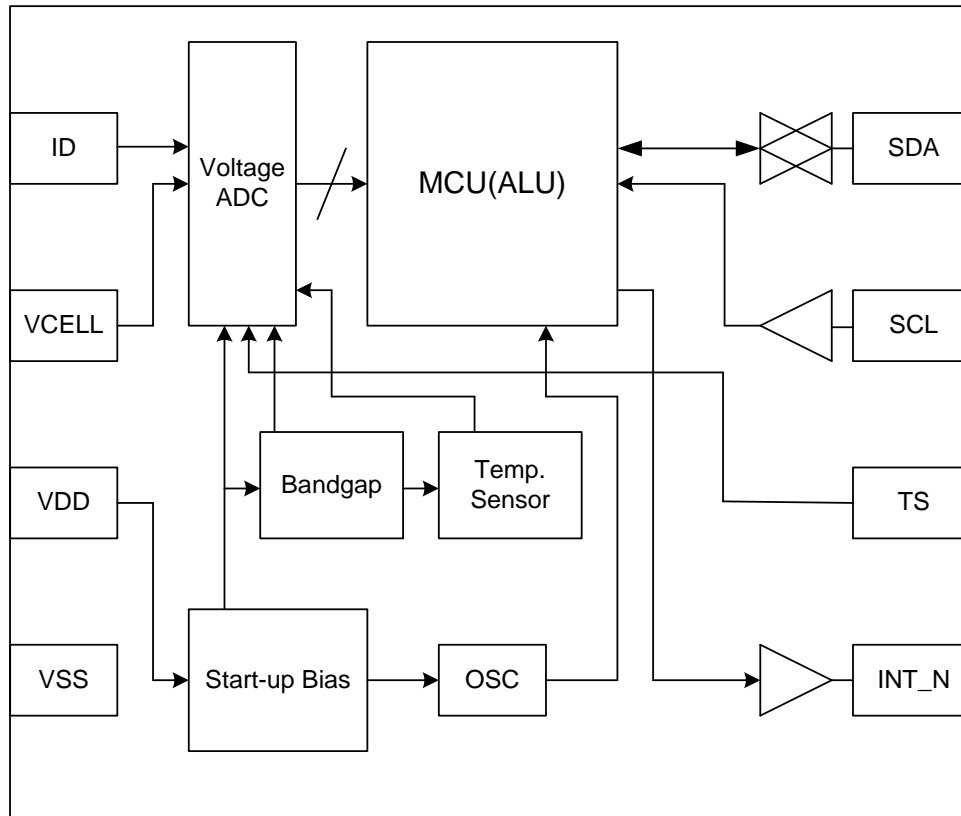 ID
Voltage
ADC
MCU(ALU)
SDA
VCELL
SCL
VDD
Bandgap
Temp.
Sensor
TS
VSS
Start-up Bias
OSC
INT_N